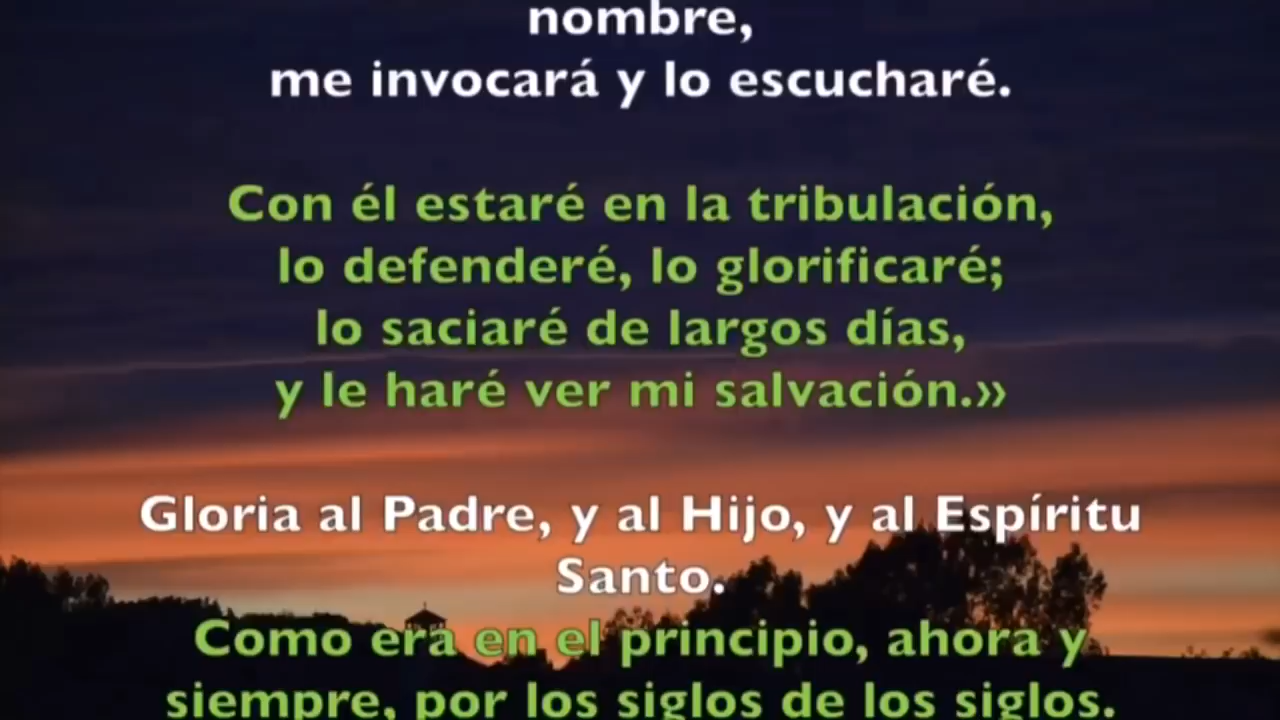 nombre,
me invocará y lo escucharé.
Con él estaré en la tribulación,
lo defenderé, lo glorificaré;
lo saciaré de largos días,
y le haré ver mi salvación.»
Gloria al Padre, y al Hijo, y al Espíritu
Santo.
Como era en el principio, ahora y
siempre, por los siglos de los siglos.